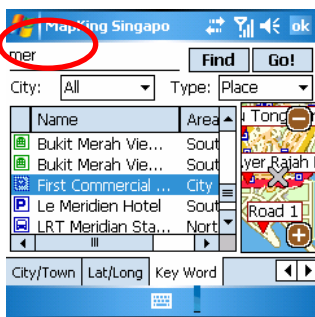 MapKing Singapo
ok
mer
Find
Go!
City:
All
Type:
Place
Name
Area
Bukit Merah Vie...
Sout
Bukit Merah Vie...
Sout
First Commercial ...
City
Le Meridien Hotel
Sout
LRT Meridian Sta...
Nort
P
Tong
yer Rajah
Road 1
City/Town
Lat/Long
Key Word